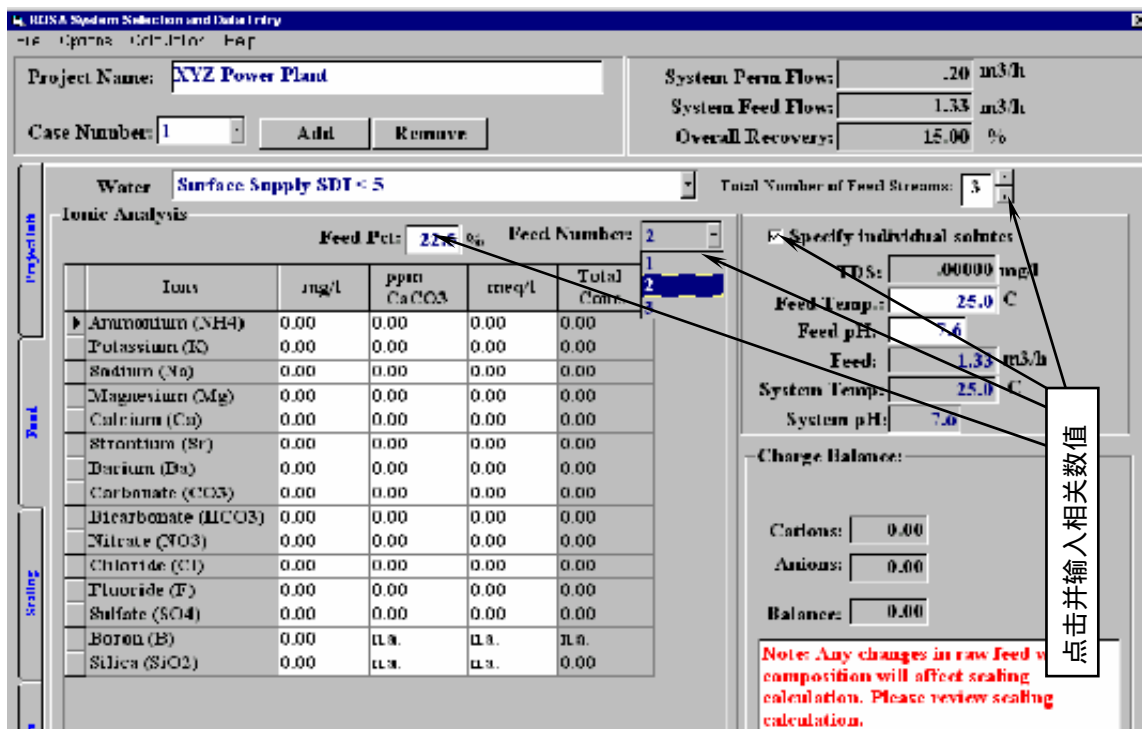 ROSA System Selection and Data Entry
File Options Calculator Help
Project Name: XYZ Power Plant
System Perm Flow: .20 m3/h
System Feed Flow: 1.33 m3/h
Case Number: 1 Add Remove
Overall Recovery: 15.00 %
Water Surface Supply SDI < 5
Total Number of Feed Streams: 3
Ionic Analysis
Feed Pct: 22.5 % Feed Number: 2
1
2
3
Specify individual solutes
TDS: .00000 mg/l
Feed Temp.: 25.0 C
Feed pH: 7.6
Feed: 1.33 m3/h
System Temp: 25.0 C
System pH: 7.6
Ions mg/l ppm CaCO3 meq/l Total Conc
Ammonium (NH4) 0.00 0.00 0.00 0.00
Potassium (K) 0.00 0.00 0.00 0.00
Sodium (Na) 0.00 0.00 0.00 0.00
Magnesium (Mg) 0.00 0.00 0.00 0.00
Calcium (Ca) 0.00 0.00 0.00 0.00
Strontium (Sr) 0.00 0.00 0.00 0.00
Barium (Ba) 0.00 0.00 0.00 0.00
Carbonate (CO3) 0.00 0.00 0.00 0.00
Bicarbonate (HCO3) 0.00 0.00 0.00 0.00
Nitrate (NO3) 0.00 0.00 0.00 0.00
Chloride (Cl) 0.00 0.00 0.00 0.00
Fluoride (F) 0.00 0.00 0.00 0.00
Sulfate (SO4) 0.00 0.00 0.00 0.00
Boron (B) 0.00 n.a. n.a. n.a.
Silica (SiO2) 0.00 n.a. n.a. 0.00
Charge Balance:
Cations: 0.00
Anions: 0.00
Balance: 0.00
Note: Any changes in raw feed
composition will affect scaling
calculation. Please review scaling
calculation.
点击并输入相关数值
Projection
Feed
Scaling